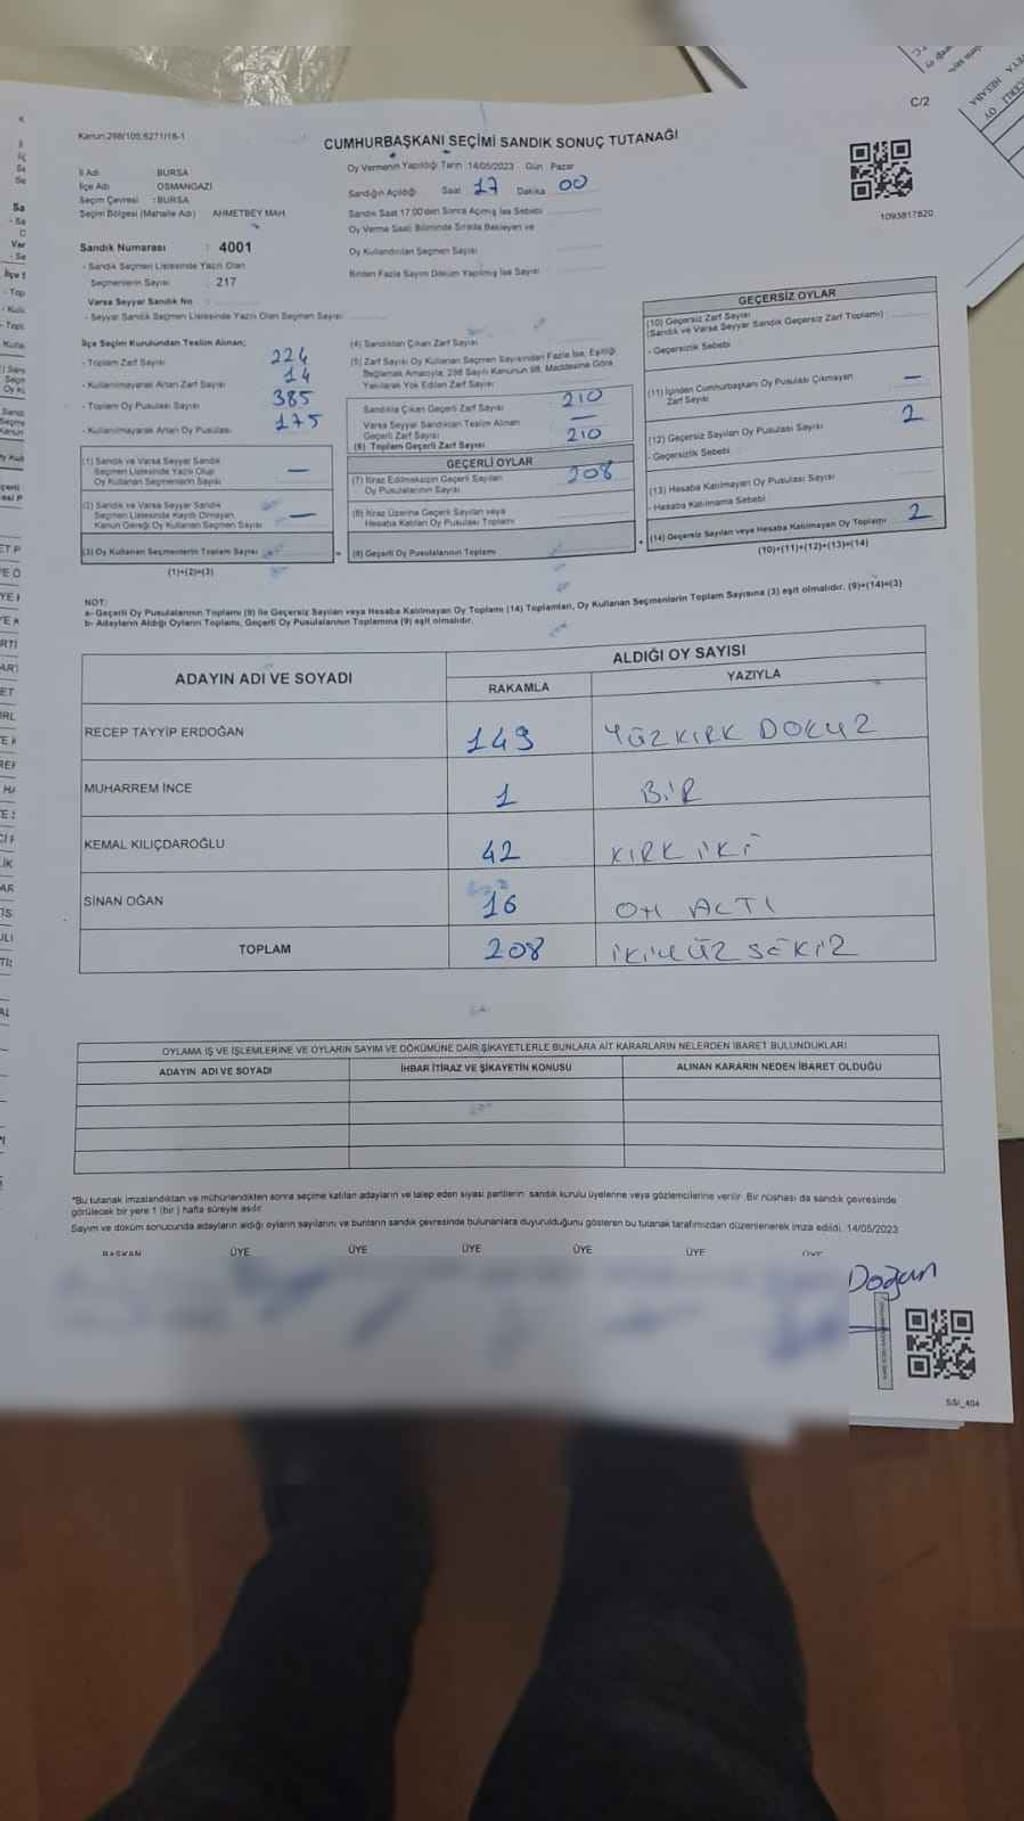 C/2
Kanun:298/105;6271/18-1
CUMHURBAŞKANI SEÇİMİ SANDIK SONUÇ TUTANAĞI
İl Adı BURSA
İlçe Adı OSMANGAZİ
Seçim Çevresi : BURSA
Seçim Bölgesi (Mahalle Adı) AHMETBEY MAH.
Sandık Numarası : 4001
- Sandık Seçmen Listesinde Yazılı Olan
Seçmenlerin Sayısı 217
Varsa Seyyar Sandık No
- Seyyar Sandık Seçmen Listesinde Yazılı Olan Seçmen Sayısı
Oy Vermenin Yapıldığı Tarih :14/05/2023 Gün : Pazar
Sandığın Açıldığı Saat 17 Dakika 00
Sandık Saat 17:00'den Sonra Açılmış İse Sebebi
Oy Verme Saati Bitiminde Sırada Bekleyen ve
Oy Kullandırılan Seçmen Sayısı
Birden Fazla Sayım Döküm Yapılmış İse Sayısı
1093817820
İlçe Seçim Kurulundan Teslim Alınan;
- Toplam Zarf Sayısı 224
- Kullanılmayarak Artan Zarf Sayısı 14
- Toplam Oy Pusulası Sayısı 385
- Kullanılmayarak Artan Oy Pusulası 175
(1) Sandık ve Varsa Seyyar Sandık
Seçmen Listesinde Yazılı Olup
Oy Kullanan Seçmenlerin Sayısı —
(2) Sandık ve Varsa Seyyar Sandık
Seçmen Listesinde Kayıtlı Olmayan,
Kanun Gereği Oy Kullanan Seçmen Sayısı —
(3) Oy Kullanan Seçmenlerin Toplam Sayısı
(1)+(2)=(3)
(4) Sandıktan Çıkan Zarf Sayısı
(5) Zarf Sayısı Oy Kullanan Seçmen Sayısından Fazla İse, Eşitliği
Sağlamak Amacıyla, 298 Sayılı Kanunun 98. Maddesine Göre
Yakılarak Yok Edilen Zarf Sayısı
Sandıkta Çıkan Geçerli Zarf Sayısı 210
Varsa Seyyar Sandıktan Teslim Alınan
Geçerli Zarf Sayısı —
(6) Toplam Geçerli Zarf Sayısı 210
GEÇERLİ OYLAR
(7) İtiraz Edilmeksizin Geçerli Sayılan
Oy Pusulalarının Sayısı 208
(8) İtiraz Üzerine Geçerli Sayılan veya
Hesaba Katılan Oy Pusulası Toplamı
(9) Geçerli Oy Pusulalarının Toplamı
GEÇERSİZ OYLAR
(10) Geçersiz Zarf Sayısı
(Sandık ve Varsa Seyyar Sandık Geçersiz Zarf Toplamı)
- Geçersizlik Sebebi
(11) İçinden Cumhurbaşkanı Oy Pusulası Çıkmayan
Zarf Sayısı —
(12) Geçersiz Sayılan Oy Pusulası Sayısı 2
- Geçersizlik Sebebi
(13) Hesaba Katılmayan Oy Pusulası Sayısı
- Hesaba Katılmama Sebebi
(14) Geçersiz Sayılan veya Hesaba Katılmayan Oy Toplamı 2
(10)+(11)+(12)+(13)=(14)
NOT:
a- Geçerli Oy Pusulalarının Toplamı (9) ile Geçersiz Sayılan veya Hesaba Katılmayan Oy Toplamı (14) Toplamları, Oy Kullanan Seçmenlerin Toplam Sayısına (3) eşit olmalıdır. (9)+(14)=(3)
b- Adayların Aldığı Oyların Toplamı, Geçerli Oy Pusulalarının Toplamına (9) eşit olmalıdır.
ADAYIN ADI VE SOYADI ALDIĞI OY SAYISI
RAKAMLA YAZIYLA
RECEP TAYYİP ERDOĞAN 149 YÜZKIRK DOKUZ
MUHARREM İNCE 1 BİR
KEMAL KILIÇDAROĞLU 42 KIRK İKİ
SİNAN OĞAN 16 ON ALTI
TOPLAM 208 İKİYÜZ SEKİZ
OYLAMA İŞ VE İŞLEMLERİNE VE OYLARIN SAYIM VE DÖKÜMÜNE DAİR ŞİKAYETLERLE BUNLARA AİT KARARLARIN NELERDEN İBARET BULUNDUKLARI
ADAYIN ADI VE SOYADI İHBAR İTİRAZ VE ŞİKAYETİN KONUSU ALINAN KARARIN NEDEN İBARET OLDUĞU
*Bu tutanak imzalandıktan ve mühürlendikten sonra seçime katılan adayların ve talep eden siyasi partilerin sandık kurulu üyelerine veya gözlemcilerine verilir. Bir nüshası da sandık çevresinde
görülecek bir yere 1 (bir) hafta süreyle asılır.
Sayım ve döküm sonucunda adayların aldığı oyların sayılarını ve bunların sandık çevresinde bulunanlara duyurulduğunu gösteren bu tutanak tarafımızdan düzenlenerek imza edildi. 14/05/2023
BAŞKAN ÜYE ÜYE ÜYE ÜYE ÜYE ÜYE
Doğan
SSİ_404